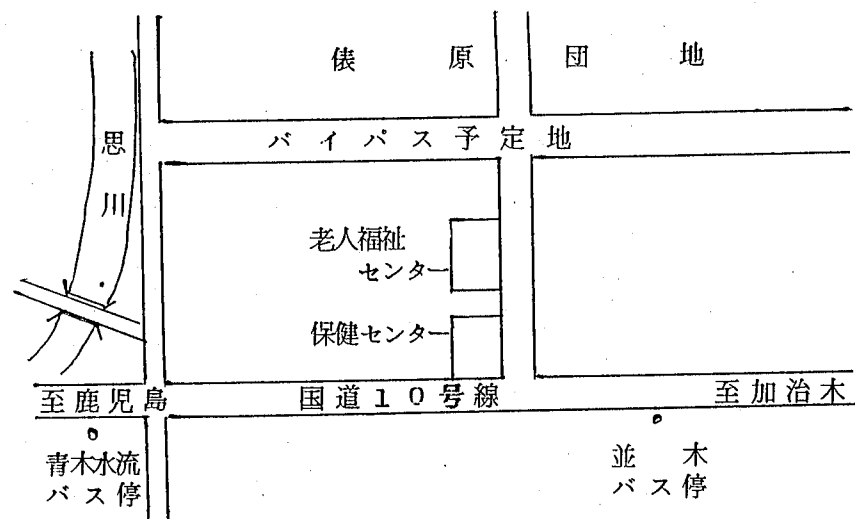 俵原団地
バイパス予定地
思川
老人福祉
センター
保健センター
至鹿児島
国道10号線
至加治木
青木水流
バス停
並木
バス停